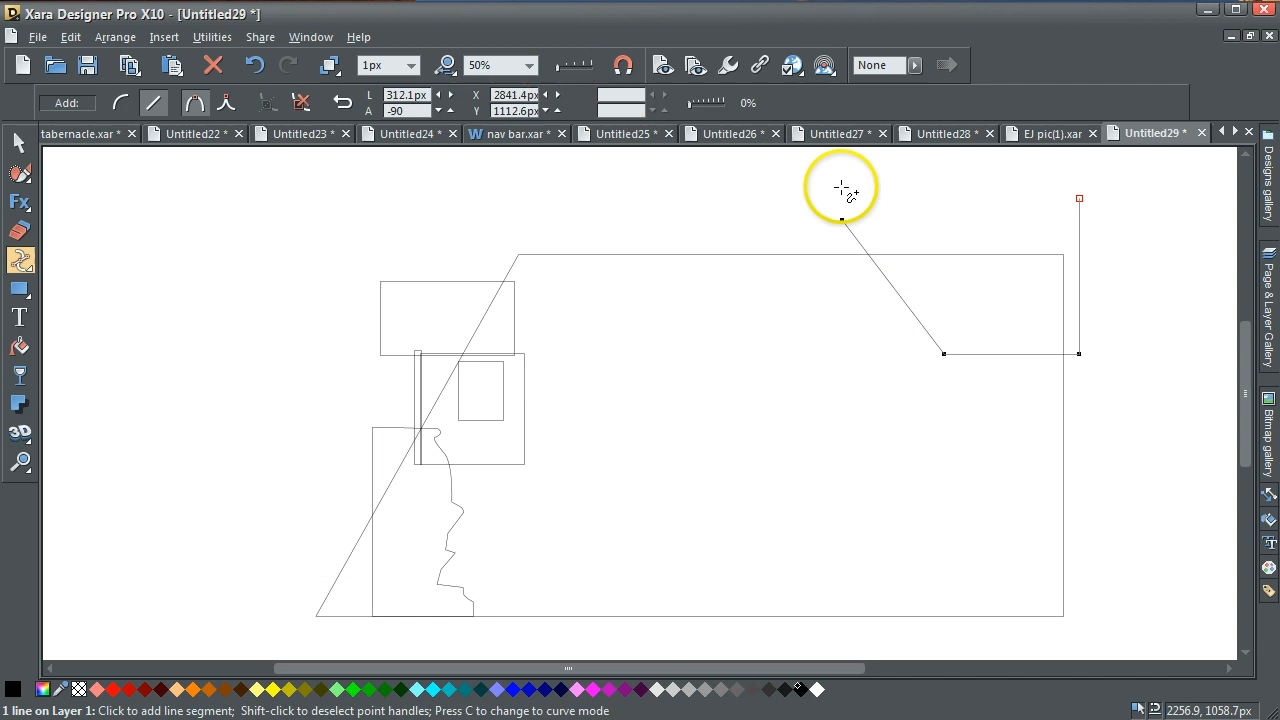 Xara Designer Pro X10 - [Untitled29 *]
File Edit Arrange Insert Utilities Share Window Help
1px 50% None
Add: L 312.1px X 2841.4px
A -90 Y 1112.6px 0%
tabernacle.xar * Untitled22 * Untitled23 * Untitled24 * nav bar.xar * Untitled25 * Untitled26 * Untitled27 * Untitled28 * EJ pic(1).xar Untitled29 *
Designs gallery
Page & Layer Gallery
Bitmap gallery
1 line on Layer 1: Click to add line segment; Shift-click to deselect point handles; Press C to change to curve mode
2256.9, 1058.7px